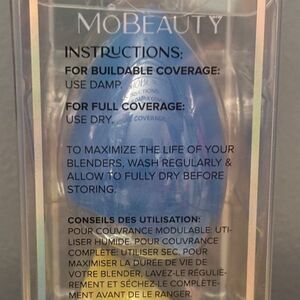 MŌBEAUTY
INSTRUCTIONS:
FOR BUILDABLE COVERAGE:
USE DAMP.
FOR FULL COVERAGE:
USE DRY.
TO MAXIMIZE THE LIFE OF YOUR
BLENDERS, WASH REGULARLY &
ALLOW TO FULLY DRY BEFORE
STORING.
CONSEILS DES UTILISATION:
POUR COUVRANCE MODULABLE: UTI-
LISER HUMIDE. POUR COUVRANCE
COMPLÈTE: UTILISER SEC. POUR
MAXIMISER LA DURÉE DE VIE DE
VOTRE BLENDER, LAVEZ-LE RÉGULIÈ-
REMENT ET SÉCHEZ-LE COMPLÈTE-
MENT AVANT DE LE RANGER.